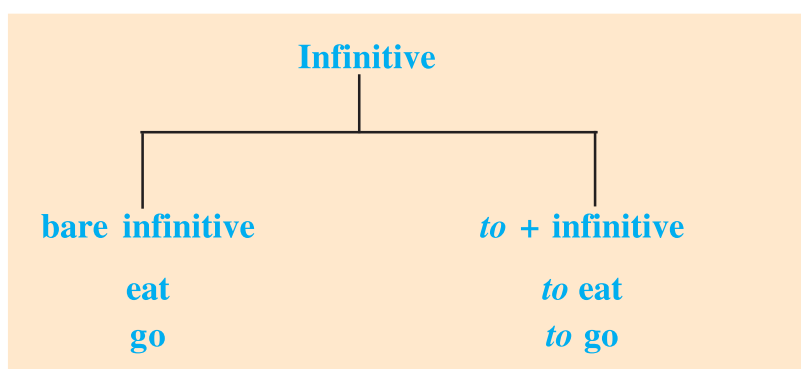 Infinitive
bare infinitive to + infinitive
eat to eat
go to go